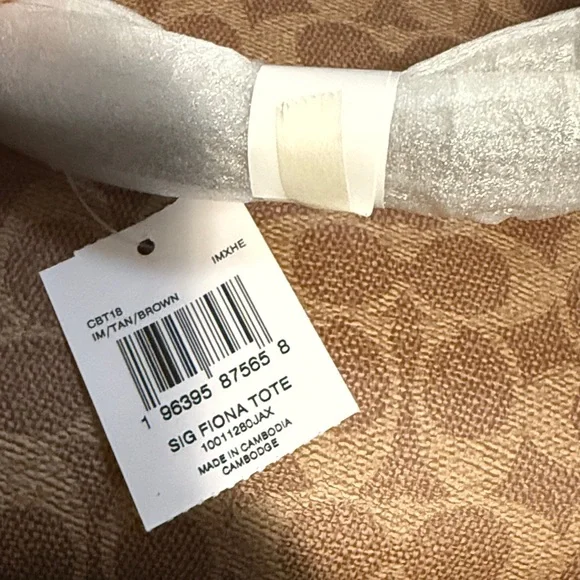 CBT18 IMXHE
IM/TAN/BROWN
1 96395 87565 8
SIG FIONA TOTE
10011280JAX
MADE IN CAMBODIA
CAMBODGE